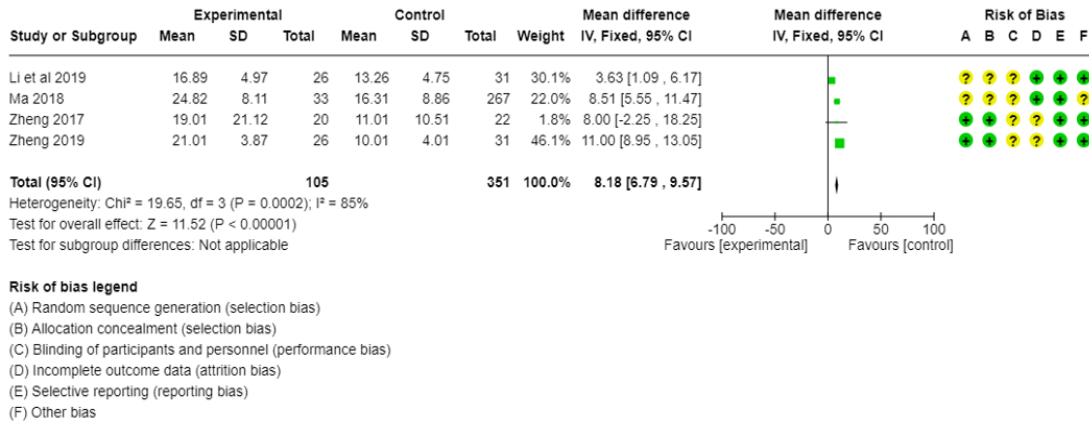 Experimental Control Mean difference Mean difference Risk of Bias
Study or Subgroup Mean SD Total Mean SD Total Weight IV, Fixed, 95% CI IV, Fixed, 95% CI A B C D E F
Li et al 2019 16.89 4.97 26 13.26 4.75 31 30.1% 3.63 [1.09 , 6.17] ? ? ? + + +
Ma 2018 24.82 8.11 33 16.31 8.86 267 22.0% 8.51 [5.55 , 11.47] ? ? ? + + ?
Zheng 2017 19.01 21.12 20 11.01 10.51 22 1.8% 8.00 [-2.25 , 18.25] + + ? ? + +
Zheng 2019 21.01 3.87 26 10.01 4.01 31 46.1% 11.00 [8.95 , 13.05] + + ? ? + +
Total (95% CI) 105 351 100.0% 8.18 [6.79 , 9.57]
Heterogeneity: Chi² = 19.65, df = 3 (P = 0.0002); I² = 85%
Test for overall effect: Z = 11.52 (P < 0.00001)
-100 -50 0 50 100
Test for subgroup differences: Not applicable
Favours [experimental] Favours [control]
Risk of bias legend
(A) Random sequence generation (selection bias)
(B) Allocation concealment (selection bias)
(C) Blinding of participants and personnel (performance bias)
(D) Incomplete outcome data (attrition bias)
(E) Selective reporting (reporting bias)
(F) Other bias